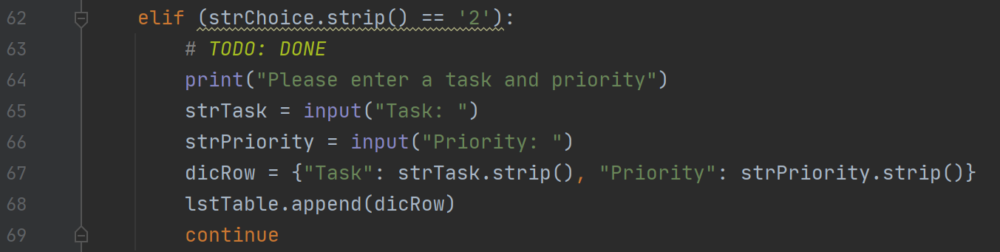 62 elif (strChoice.strip() == '2'):
63 # TODO: DONE
64 print("Please enter a task and priority")
65 strTask = input("Task: ")
66 strPriority = input("Priority: ")
67 dicRow = {"Task": strTask.strip(), "Priority": strPriority.strip()}
68 lstTable.append(dicRow)
69 continue